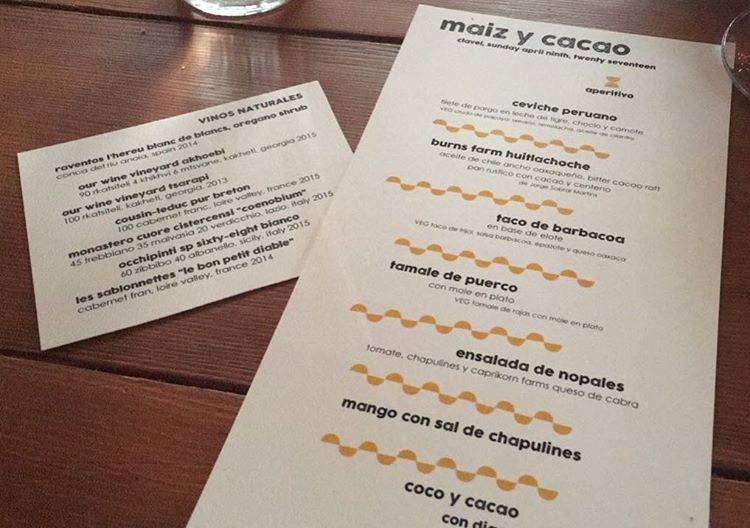 VINOS NATURALES
raventos l'hereu blanc de blancs, oregano shrub
conca del riu anoia, spain 2014
our wine vineyard akhoebi
90 rkatsiteli 4 khikhvi 6 mtsvane, kakheti, georgia 2015
our wine vineyard tsarapi
100 rkatsiteli, kakheti, georgia, 2013
cousin-leduc pur breton
100 cabernet franc, loire valley, france 2015
monastero cuore cistercensi "coenobium"
45 trebbiano 35 malvasia 20 verdicchio, lazio, italy 2015
occhipinti sp sixty-eight bianco
60 zibbibo 40 albanello, sicily, italy 2015
les sablonnettes "le bon petit diable"
cabernet fran, loire valley, france 2014
maiz y cacao
clavel, sunday april ninth, twenty seventeen
aperitivo
ceviche peruano
filete de pargo en leche de tigre, choclo y camote
VEG crudo de remolacha, aceite de cilantro
burns farm huitlachoche
aceite de chile ancho oaxaqueño, bitter cacao raft
pan rustico con cacao y centeno
de Jorge Sobral Martins
taco de barbacoa
en base de elote
VEG taco de frijol, salsa barbacoa, epazote y queso oaxaca
tamale de puerco
con mole en plato
VEG tamale de rajas con mole en plato
ensalada de nopales
tomate, chapulines y caprikorn farms queso de cabra
mango con sal de chapulines
coco y cacao
con